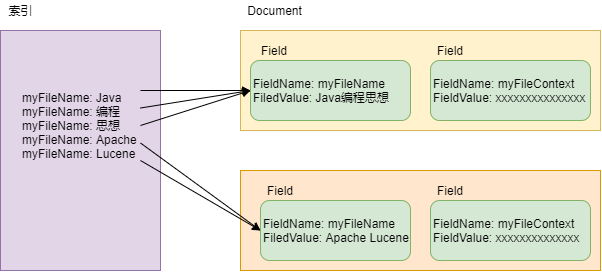 索引
Document
myFileName: Java
myFileName: 编程
myFileName: 思想
myFileName: Apache
myFileName: Lucene
Field
FieldName: myFileName
FiledValue: Java编程思想
Field
FieldName: myFileContext
FieldValue: xxxxxxxxxxxxxxx
Field
FieldName: myFileName
FiledValue: Apache Lucene
Field
FieldName: myFileContext
FieldValue: xxxxxxxxxxxxxx